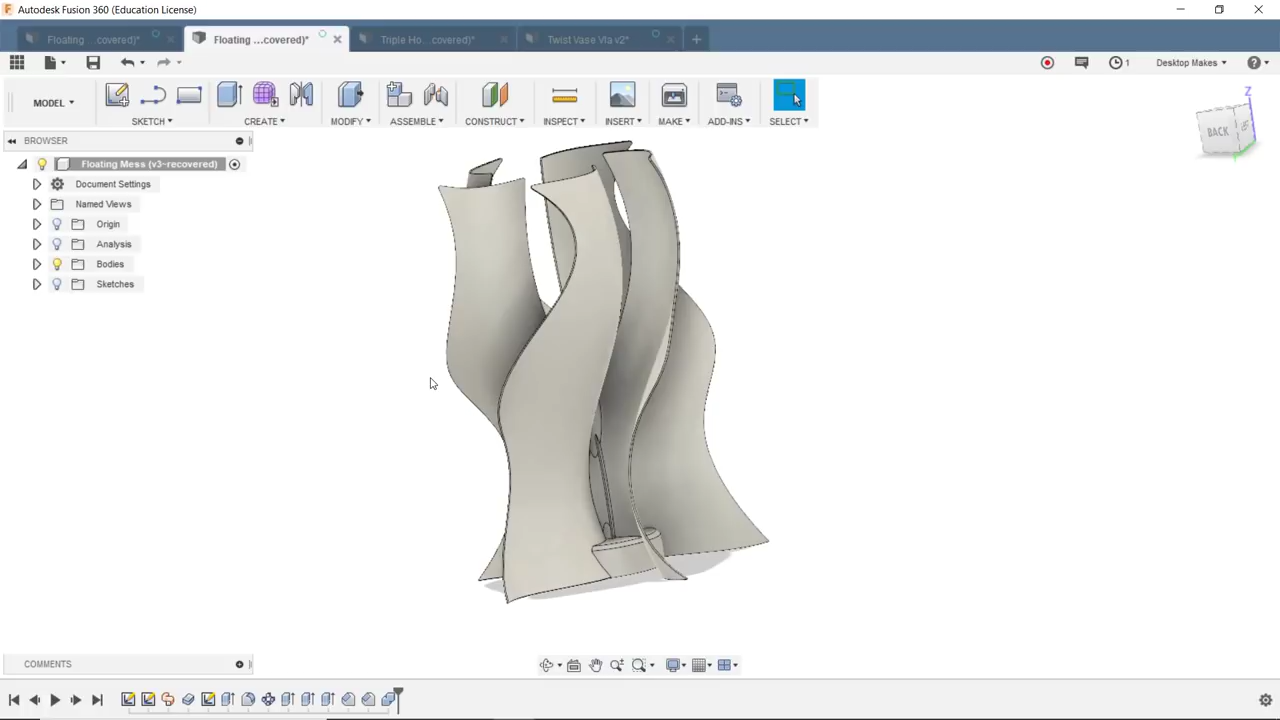 Autodesk Fusion 360 (Education License)
Floating ...covered)*
Floating ...covered)*
Triple Ho...covered)*
Twist Vase VIa v2*
1
Desktop Makes
MODEL
SKETCH
CREATE
MODIFY
ASSEMBLE
CONSTRUCT
INSPECT
INSERT
MAKE
ADD-INS
SELECT
BROWSER
Floating Mess (v3~recovered)
Document Settings
Named Views
Origin
Analysis
Bodies
Sketches
Z
BACK
COMMENTS